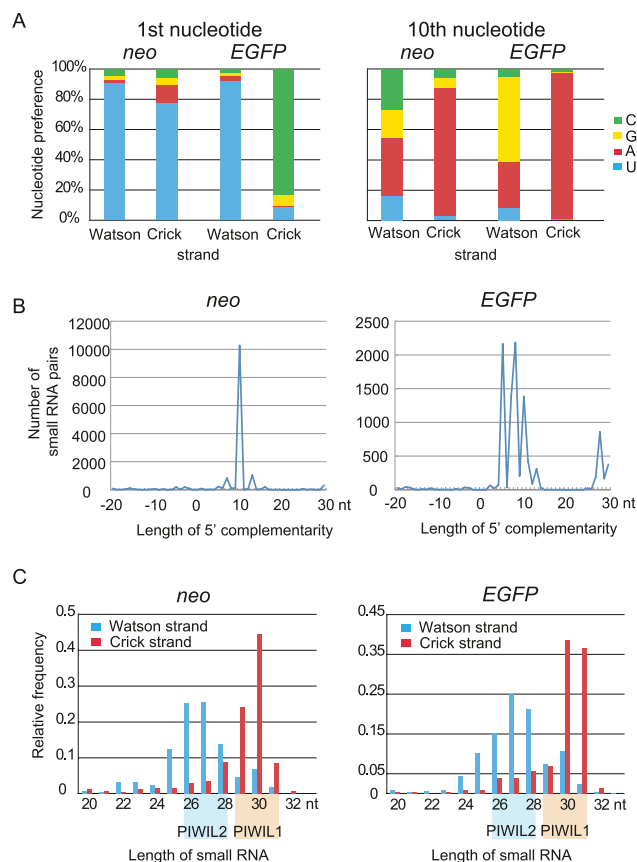 A
1st nucleotide
10th nucleotide
neo
EGFP
neo
EGFP
Nucleotide preference
100%
80%
60%
40%
20%
0%
Watson Crick Watson Crick
strand
Watson Crick Watson Crick
strand
C
G
A
U
B
neo
EGFP
Number of
small RNA pairs
12000
10000
8000
6000
4000
2000
0
-20 -10 0 10 20 30 nt
Length of 5' complementarity
2500
2000
1500
1000
500
0
-20 -10 0 10 20 30 nt
Length of 5' complementarity
C
neo
EGFP
Relative frequency
0.5
0.4
0.3
0.2
0.1
0
Watson strand
Crick strand
20 22 24 26 28 30 32 nt
PIWIL2 PIWIL1
Length of small RNA
0.45
0.35
0.25
0.15
0.05
0
Watson strand
Crick strand
20 22 24 26 28 30 32 nt
PIWIL2 PIWIL1
Length of small RNA